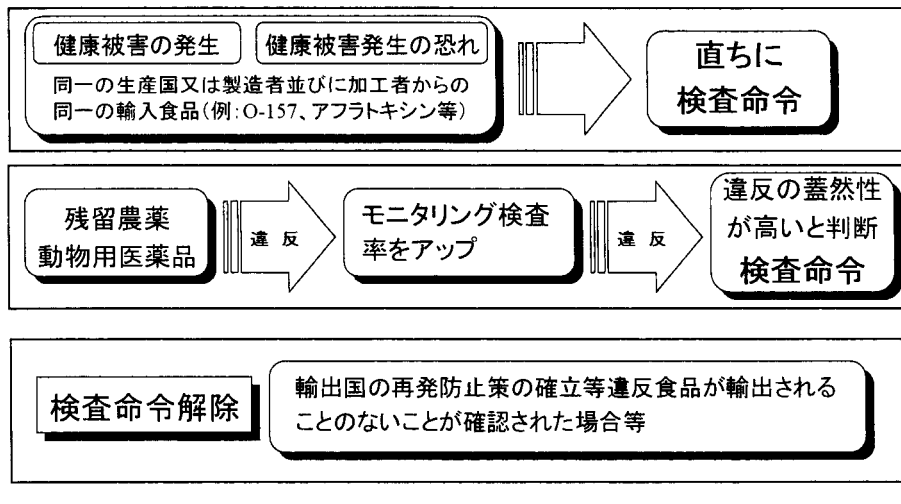 健康被害の発生
健康被害発生の恐れ
同一の生産国又は製造者並びに加工者からの
同一の輸入食品(例:O-157、アフラトキシン等)
直ちに
検査命令
残留農薬
動物用医薬品
違 反
モニタリング検査
率をアップ
違 反
違反の蓋然性
が高いと判断
検査命令
検査命令解除
輸出国の再発防止策の確立等違反食品が輸出される
ことのないことが確認された場合等